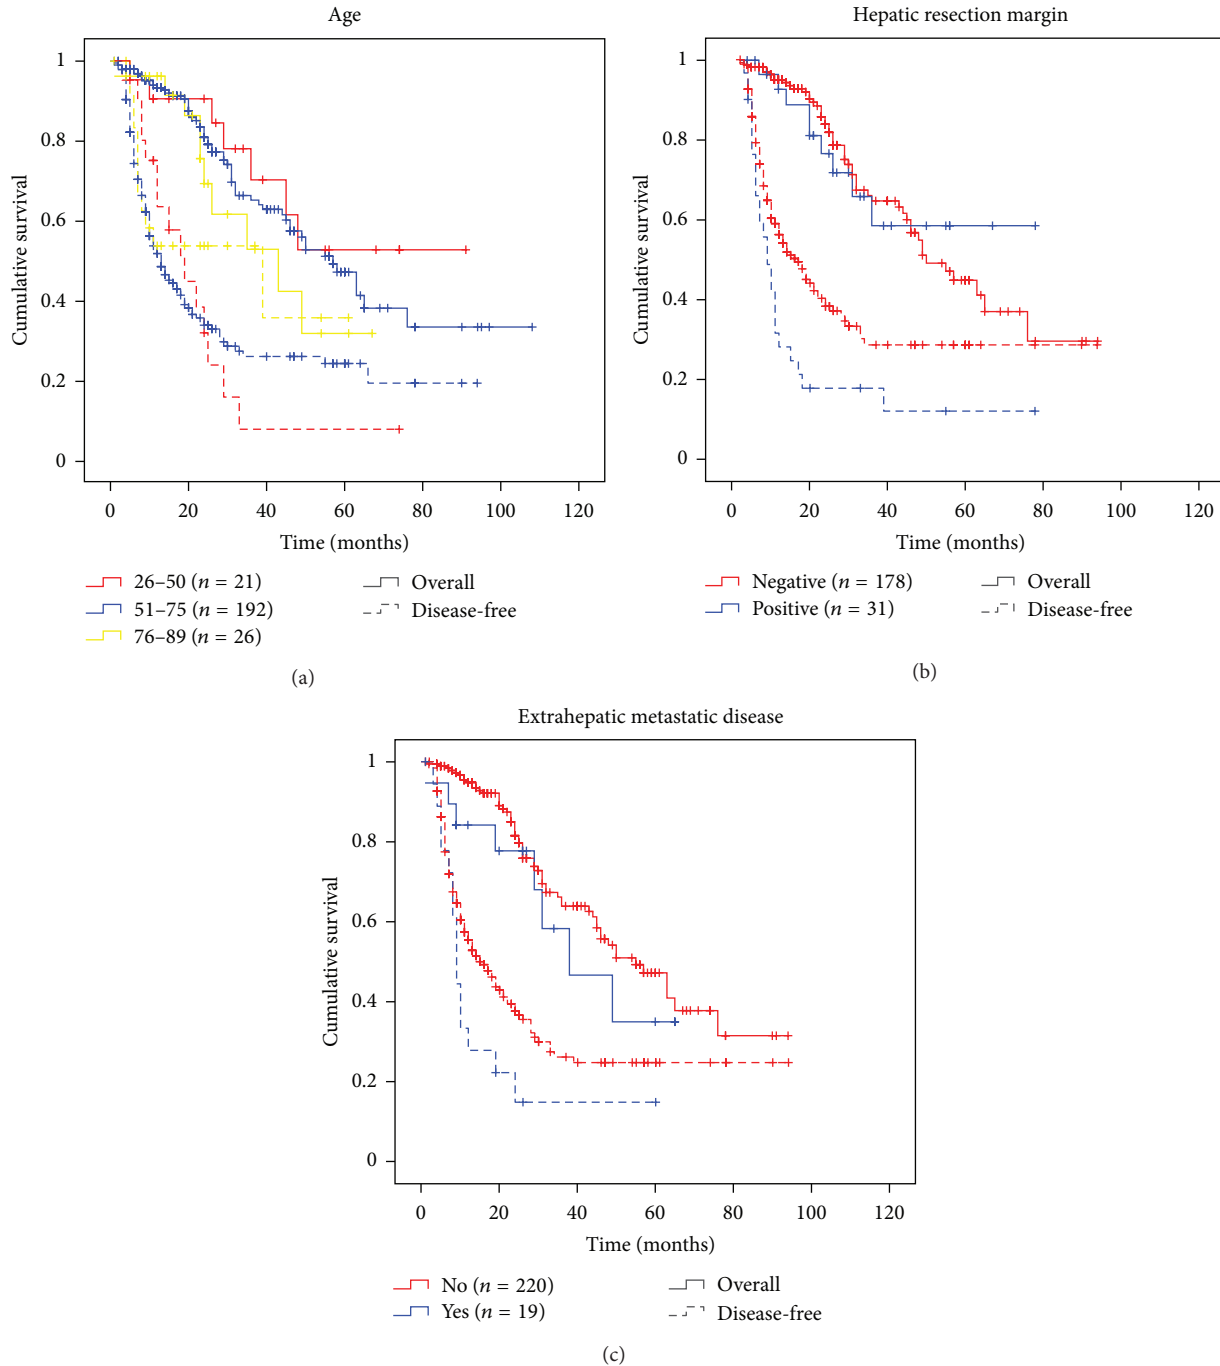 Age
Cumulative survival
1
0.8
0.6
0.4
0.2
0
0 20 40 60 80 100 120
Time (months)
26–50 (n = 21)
51–75 (n = 192)
76–89 (n = 26)
Overall
Disease-free
(a)
Hepatic resection margin
Cumulative survival
1
0.8
0.6
0.4
0.2
0
0 20 40 60 80 100 120
Time (months)
Negative (n = 178)
Positive (n = 31)
Overall
Disease-free
(b)
Extrahepatic metastatic disease
Cumulative survival
1
0.8
0.6
0.4
0.2
0
0 20 40 60 80 100 120
Time (months)
No (n = 220)
Yes (n = 19)
Overall
Disease-free
(c)